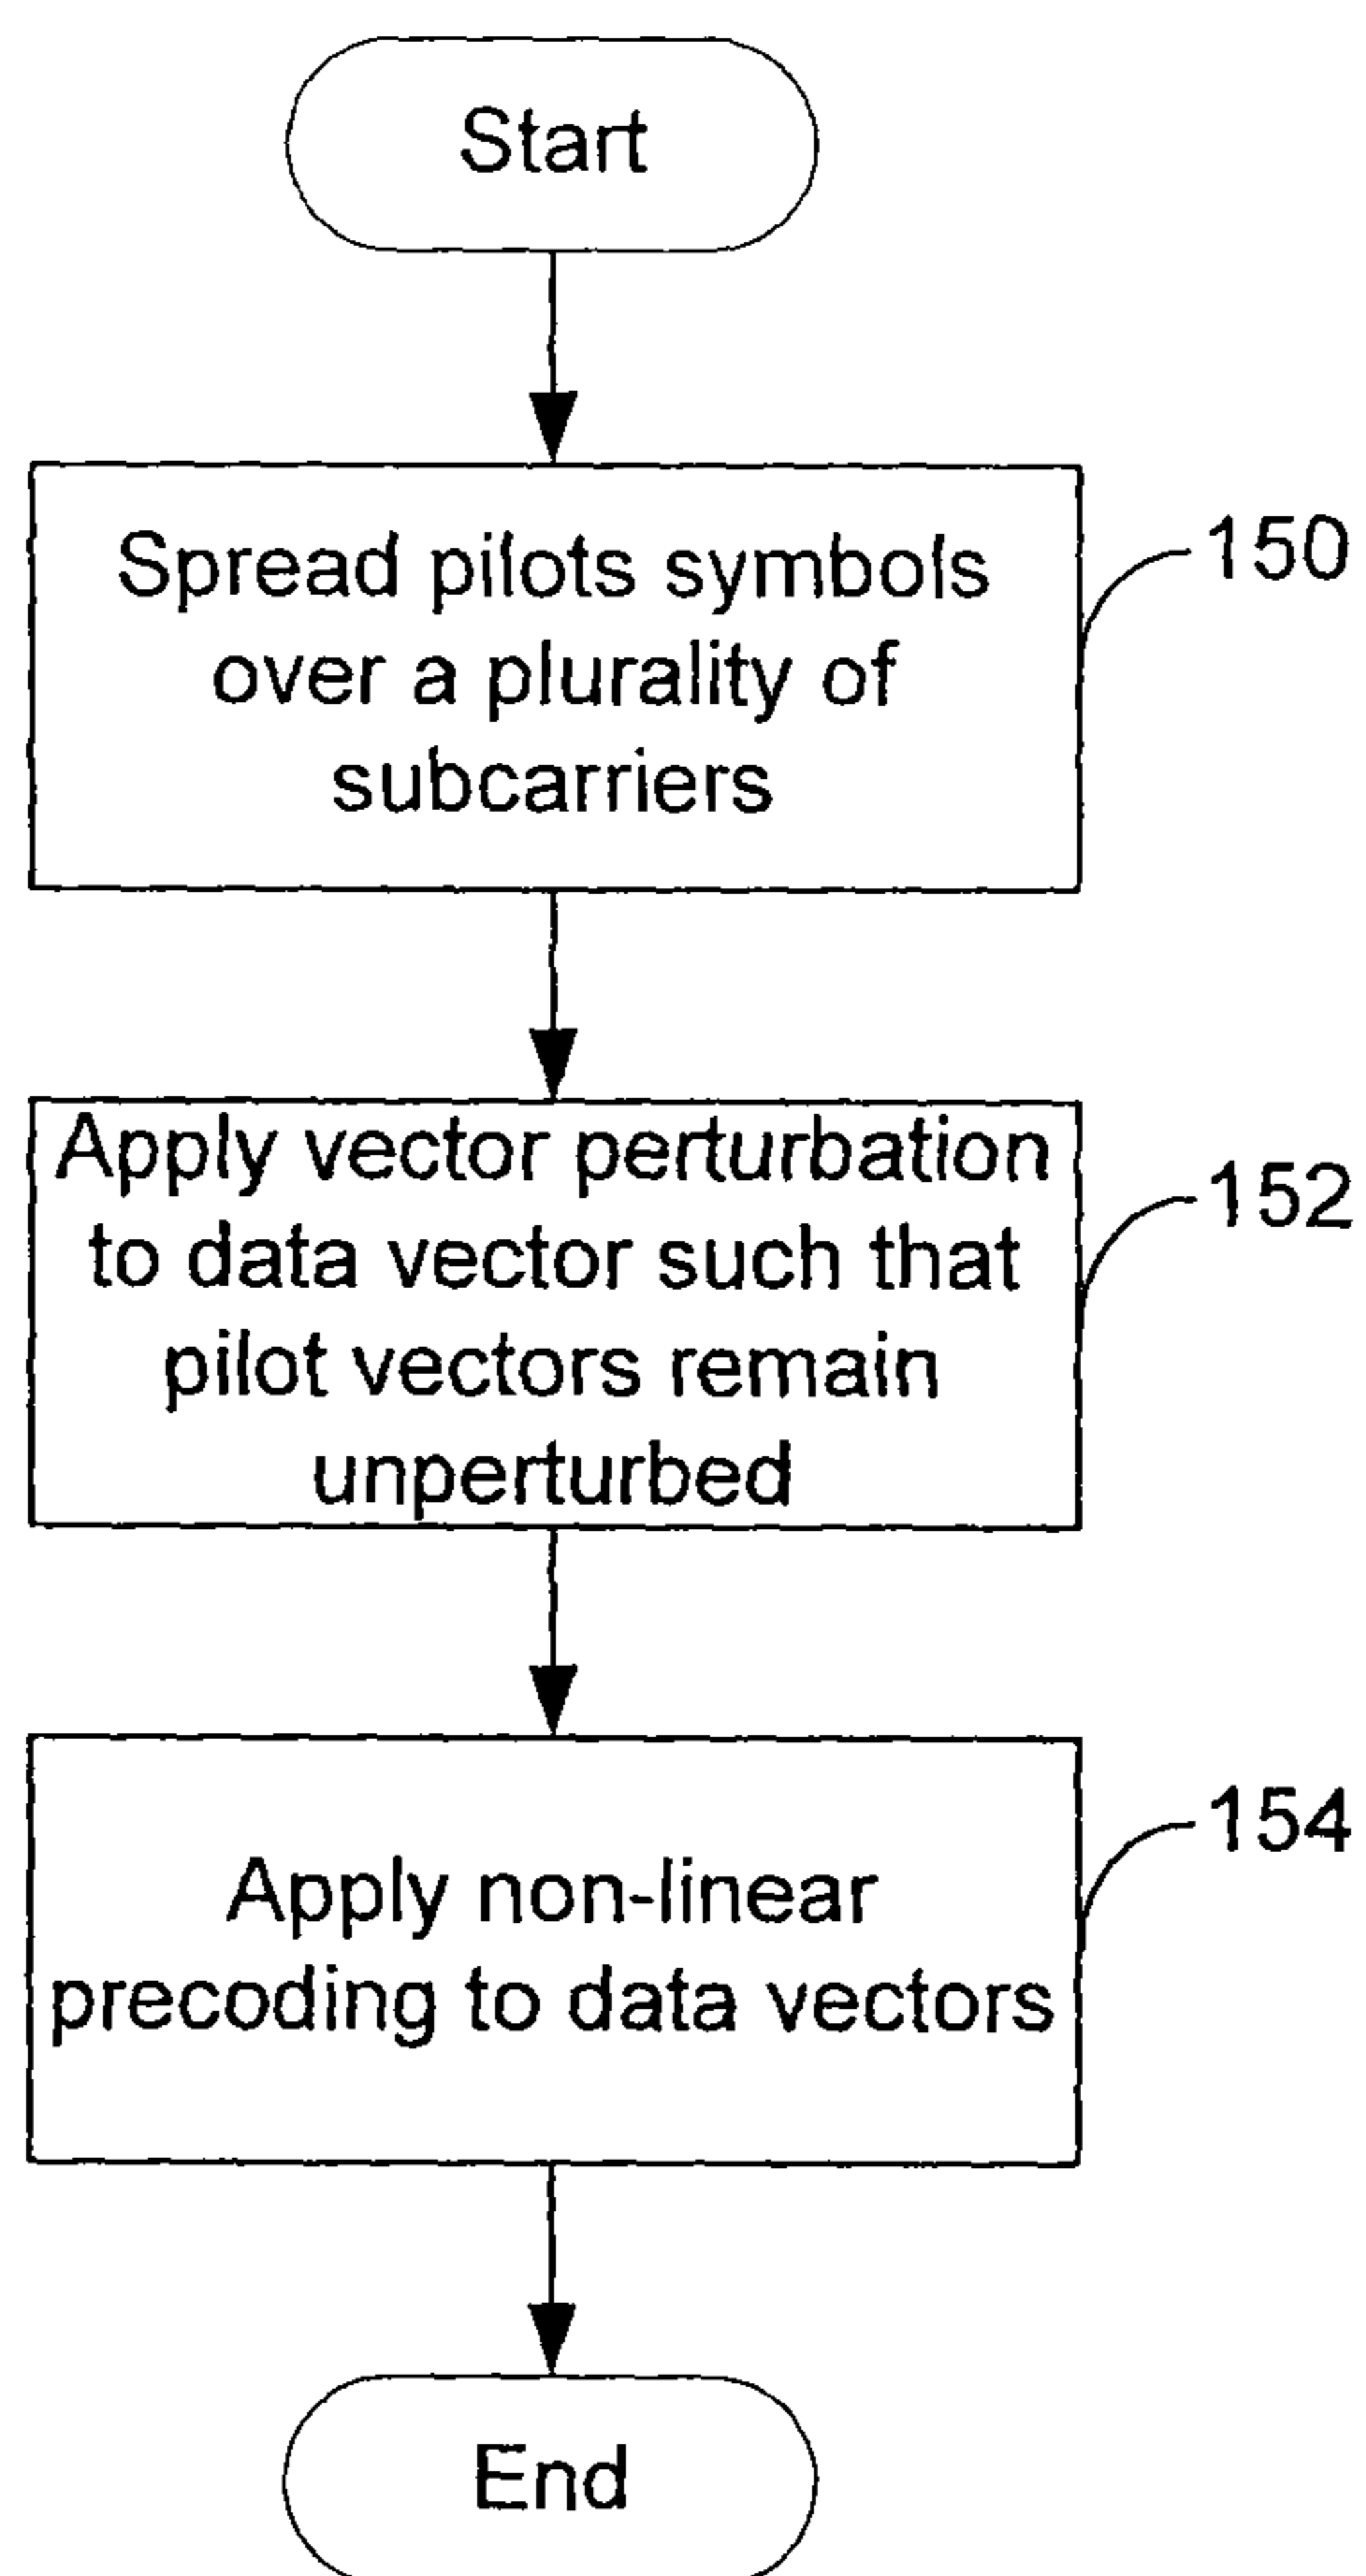 Start
Spread pilots symbols
over a plurality of
subcarriers
150
Apply vector perturbation
to data vector such that
pilot vectors remain
unperturbed
152
Apply non-linear
precoding to data vectors
154
End